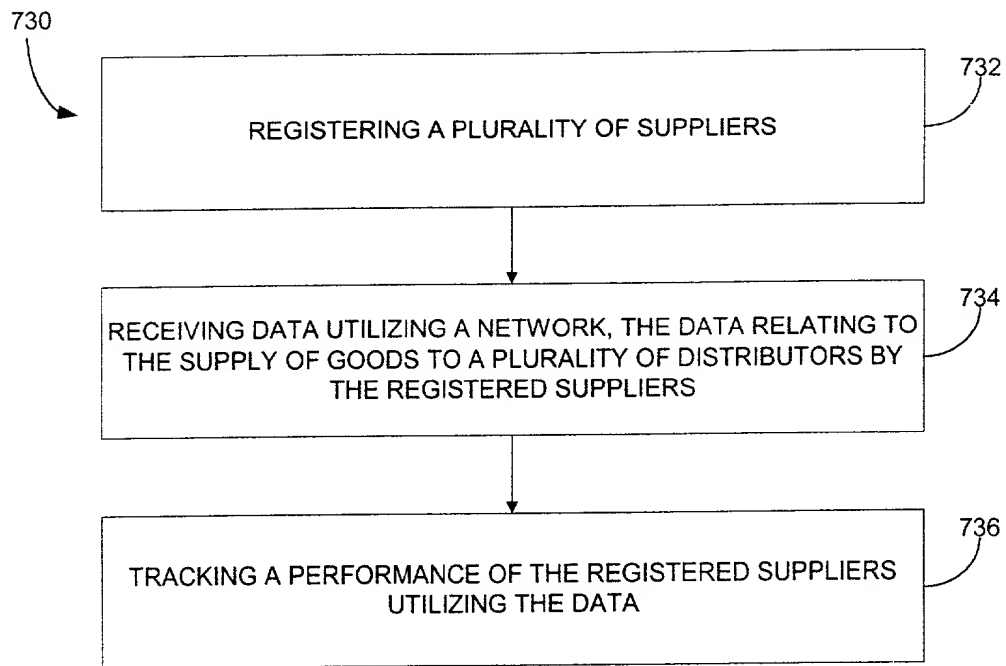 730
732
REGISTERING A PLURALITY OF SUPPLIERS
734
RECEIVING DATA UTILIZING A NETWORK, THE DATA RELATING TO
THE SUPPLY OF GOODS TO A PLURALITY OF DISTRIBUTORS BY
THE REGISTERED SUPPLIERS
736
TRACKING A PERFORMANCE OF THE REGISTERED SUPPLIERS
UTILIZING THE DATA